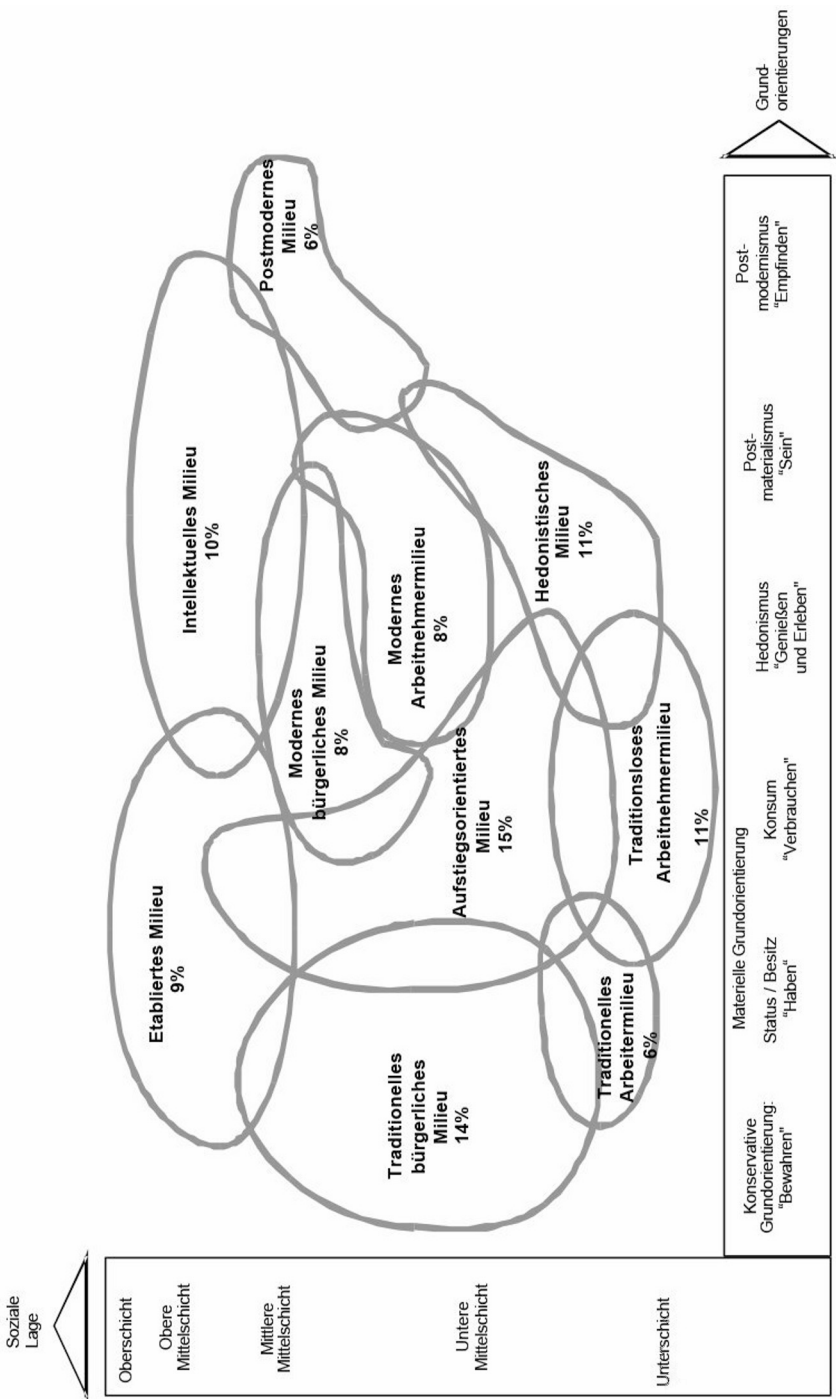 Soziale
Lage
Oberschicht
Obere
Mittelschicht
Mittlere
Mittelschicht
Untere
Mittelschicht
Unterschicht
Etabliertes Milieu
9%
Intellektuelles Milieu
10%
Postmodernes
Milieu
6%
Modernes
bürgerliches Milieu
8%
Traditionelles
bürgerliches
Milieu
14%
Aufstiegsorientiertes
Milieu
15%
Modernes
Arbeitnehmermilieu
8%
Hedonistisches
Milieu
11%
Traditionelles
Arbeitermilieu
6%
Traditionsloses
Arbeitnehmermilieu
11%
Konservative
Grundorientierung:
"Bewahren"
Materielle Grundorientierung
Status / Besitz
"Haben“
Konsum
"Verbrauchen"
Hedonismus
"Genießen
und Erleben"
Post-
materialismus
"Sein"
Post-
modernismus
"Empfinden"
Grund-
orientierungen